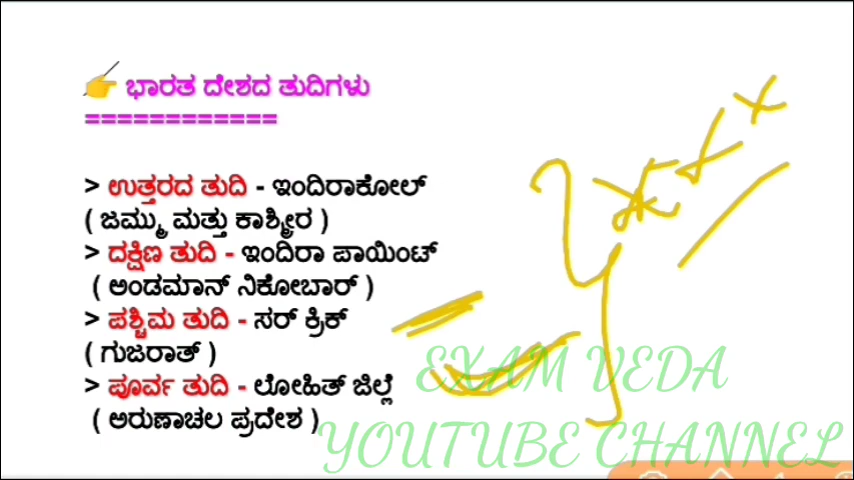 👉 ಭಾರತ ದೇಶದ ತುದಿಗಳು
============
> ಉತ್ತರದ ತುದಿ - ಇಂದಿರಾಕೋಲ್
( ಜಮ್ಮು ಮತ್ತು ಕಾಶ್ಮೀರ )
> ದಕ್ಷಿಣ ತುದಿ - ಇಂದಿರಾ ಪಾಯಿಂಟ್
( ಅಂಡಮಾನ್ ನಿಕೋಬಾರ್ )
> ಪಶ್ಚಿಮ ತುದಿ - ಸರ್ ಕ್ರಿಕ್
( ಗುಜರಾತ್ )
> ಪೂರ್ವ ತುದಿ - ಲೋಹಿತ್ ಜಿಲ್ಲೆ
( ಅರುಣಾಚಲ ಪ್ರದೇಶ )
EXAM VEDA
YOUTUBE CHANNEL